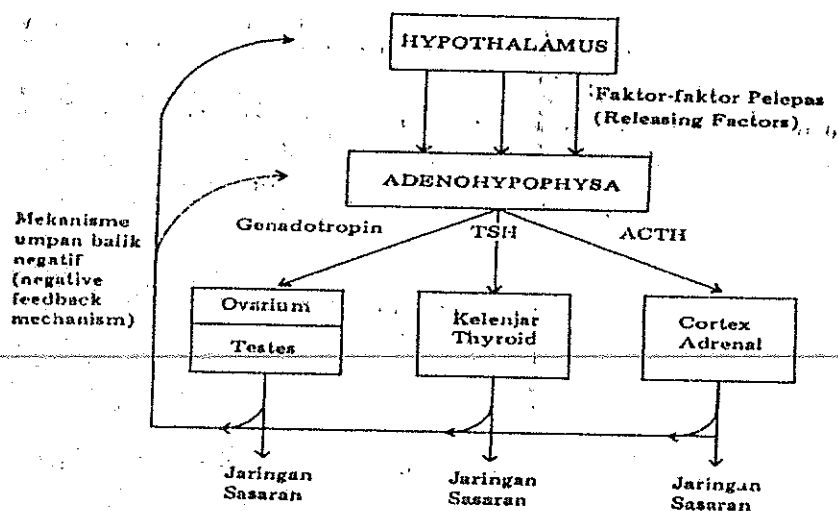 HYPOTHALAMUS
Faktor-faktor Pelepas
(Releasing Factors)
ADENOHYPOPHYSA
Mekanisme
umpan balik
negatif
(negative
feedback
mechanism)
Gonadotropin
TSH
ACTH
Ovarium
Testes
Kelenjar
Thyroid
Cortex
Adrenal
Jaringan
Sasaran
Jaringan
Sasaran
Jaringan
Sasaran